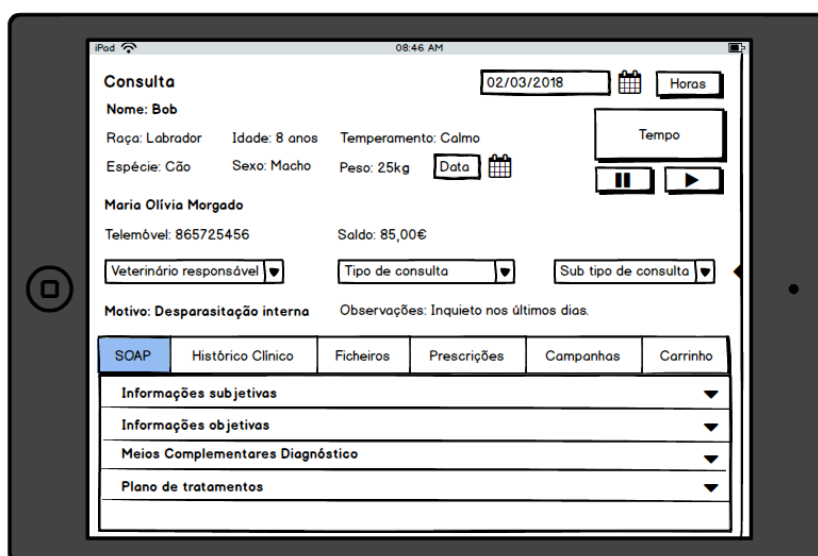 iPad 08:46 AM
Consulta 02/03/2018 Horas
Nome: Bob
Raça: Labrador Idade: 8 anos Temperamento: Calmo Tempo
Espécie: Cão Sexo: Macho Peso: 25kg Data
Maria Olívia Morgado
Telemóvel: 865725456 Saldo: 85,00€
Veterinário responsável Tipo de consulta Sub tipo de consulta
Motivo: Desparasitação interna Observações: Inquieto nos últimos dias.
SOAP Histórico Clínico Ficheiros Prescrições Campanhas Carrinho
Informações subjetivas
Informações objetivas
Meios Complementares Diagnóstico
Plano de tratamentos